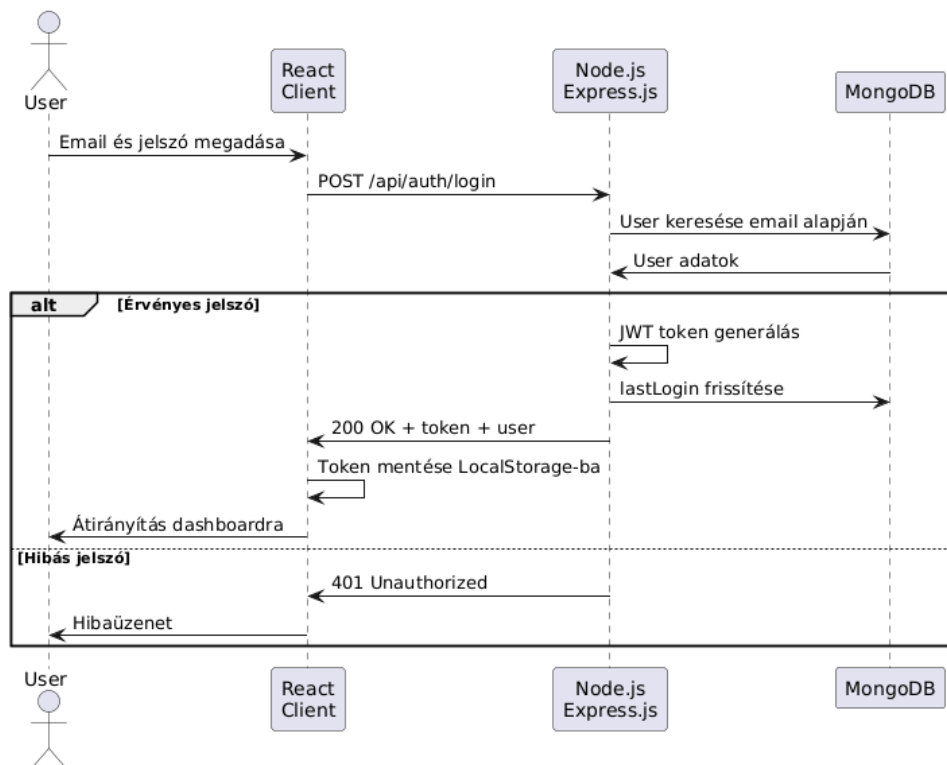 User
React
Client
Node.js
Express.js
MongoDB
Email és jelszó megadása
POST /api/auth/login
User keresése email alapján
User adatok
alt [Érvényes jelszó]
JWT token generálás
lastLogin frissítése
200 OK + token + user
Token mentése LocalStorage-ba
Átirányítás dashboardra
[Hibás jelszó]
401 Unauthorized
Hibaüzenet
User
React
Client
Node.js
Express.js
MongoDB